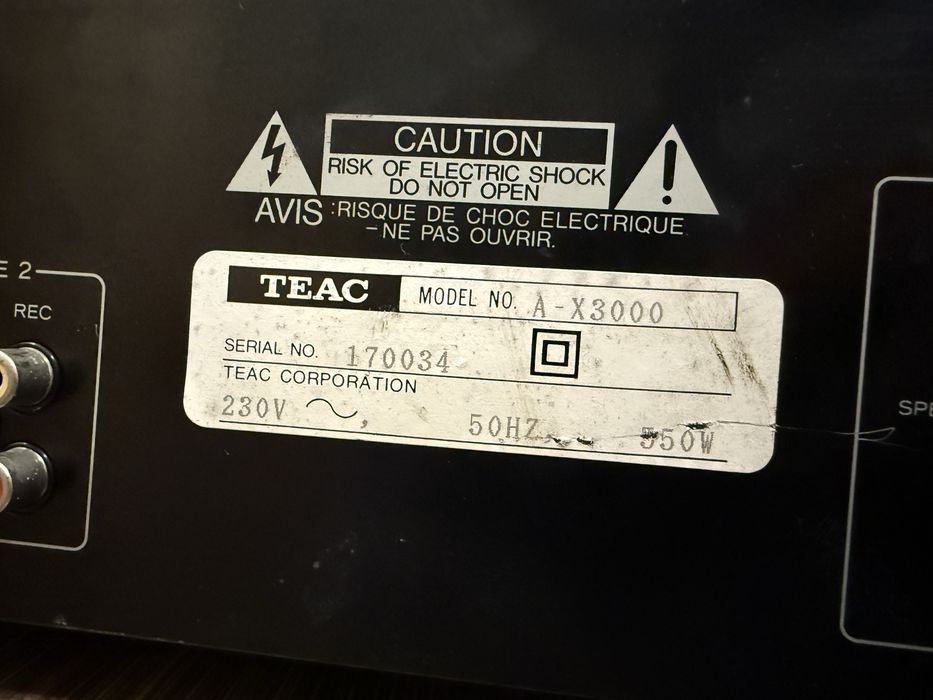 CAUTION
RISK OF ELECTRIC SHOCK
DO NOT OPEN
AVIS :RISQUE DE CHOC ELECTRIQUE
-NE PAS OUVRIR.
TEAC MODEL NO. A-X3000
SERIAL NO. 170034
TEAC CORPORATION
230V ~, 50HZ, 550W
E 2
REC
SPE